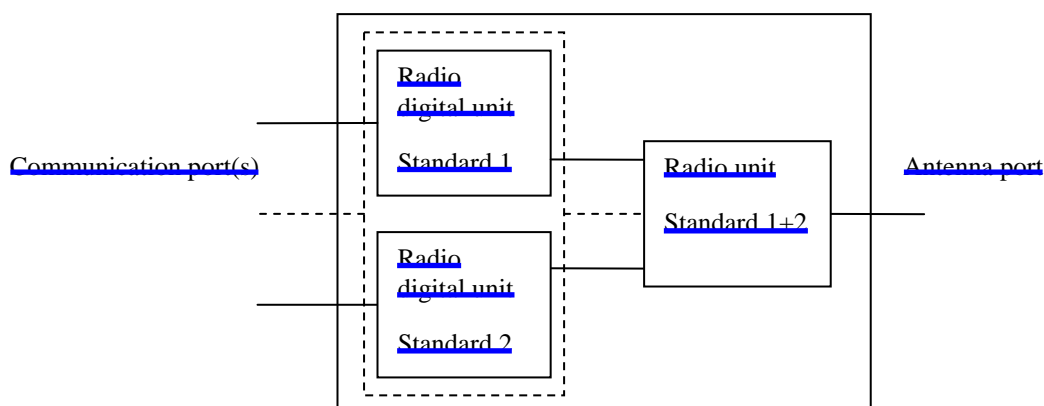 Radio
digital unit
Standard 1
Communication port(s)
Radio unit
Standard 1+2
Antenna port
Radio
digital unit
Standard 2